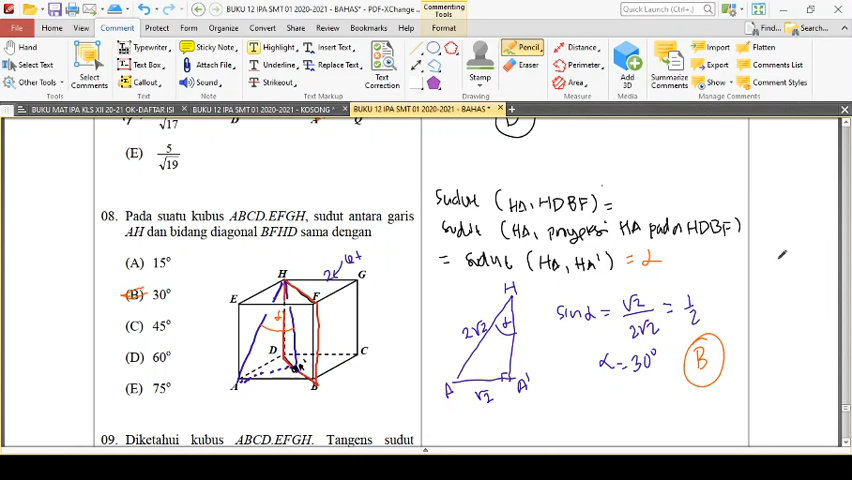 BUKU 12 IPA SMT 01 2020-2021 - BAHAS* - PDF-XChange
Commenting Tools
Quick Launch (Ctrl+.)
File
Home
View
Comment
Protect
Form
Organize
Convert
Share
Review
Bookmarks
Help
Format
Find...
Search...
Hand
Select Text
Other Tools
Select Comments
Typewriter
Text Box
Callout
Sticky Note
Attach File
Sound
Highlight
Underline
Strikeout
Insert Text
Replace Text
Text Correction
Pencil
Eraser
Stamp
Distance
Perimeter
Area
Add 3D
Summarize Comments
Import
Export
Show
Flatten
Comments List
Comment Styles
Tools
Comment
Drawing
Measure
Manage Comments
BUKU MAT IPA KLS XII 20-21 OK-DAFTAR ISI
BUKU 12 IPA SMT 01 2020-2021 - KOSONG *
BUKU 12 IPA SMT 01 2020-2021 - BAHAS *
√17
(E) 5/√19
08. Pada suatu kubus ABCD.EFGH, sudut antara garis
AH dan bidang diagonal BFHD sama dengan
(A) 15°
(B) 30°
(C) 45°
(D) 60°
(E) 75°
H
G
E
F
D
C
A
B
α
09. Diketahui kubus ABCD.EFGH. Tangens sudut
Sudut (HA, HDBF) =
sudut (HA, proyeksi HA pada HDBF)
= sudut (HA, HA') = α
H
2√2
α
A
√2
A'
sin α = √2/2√2 = 1/2
α = 30°
B